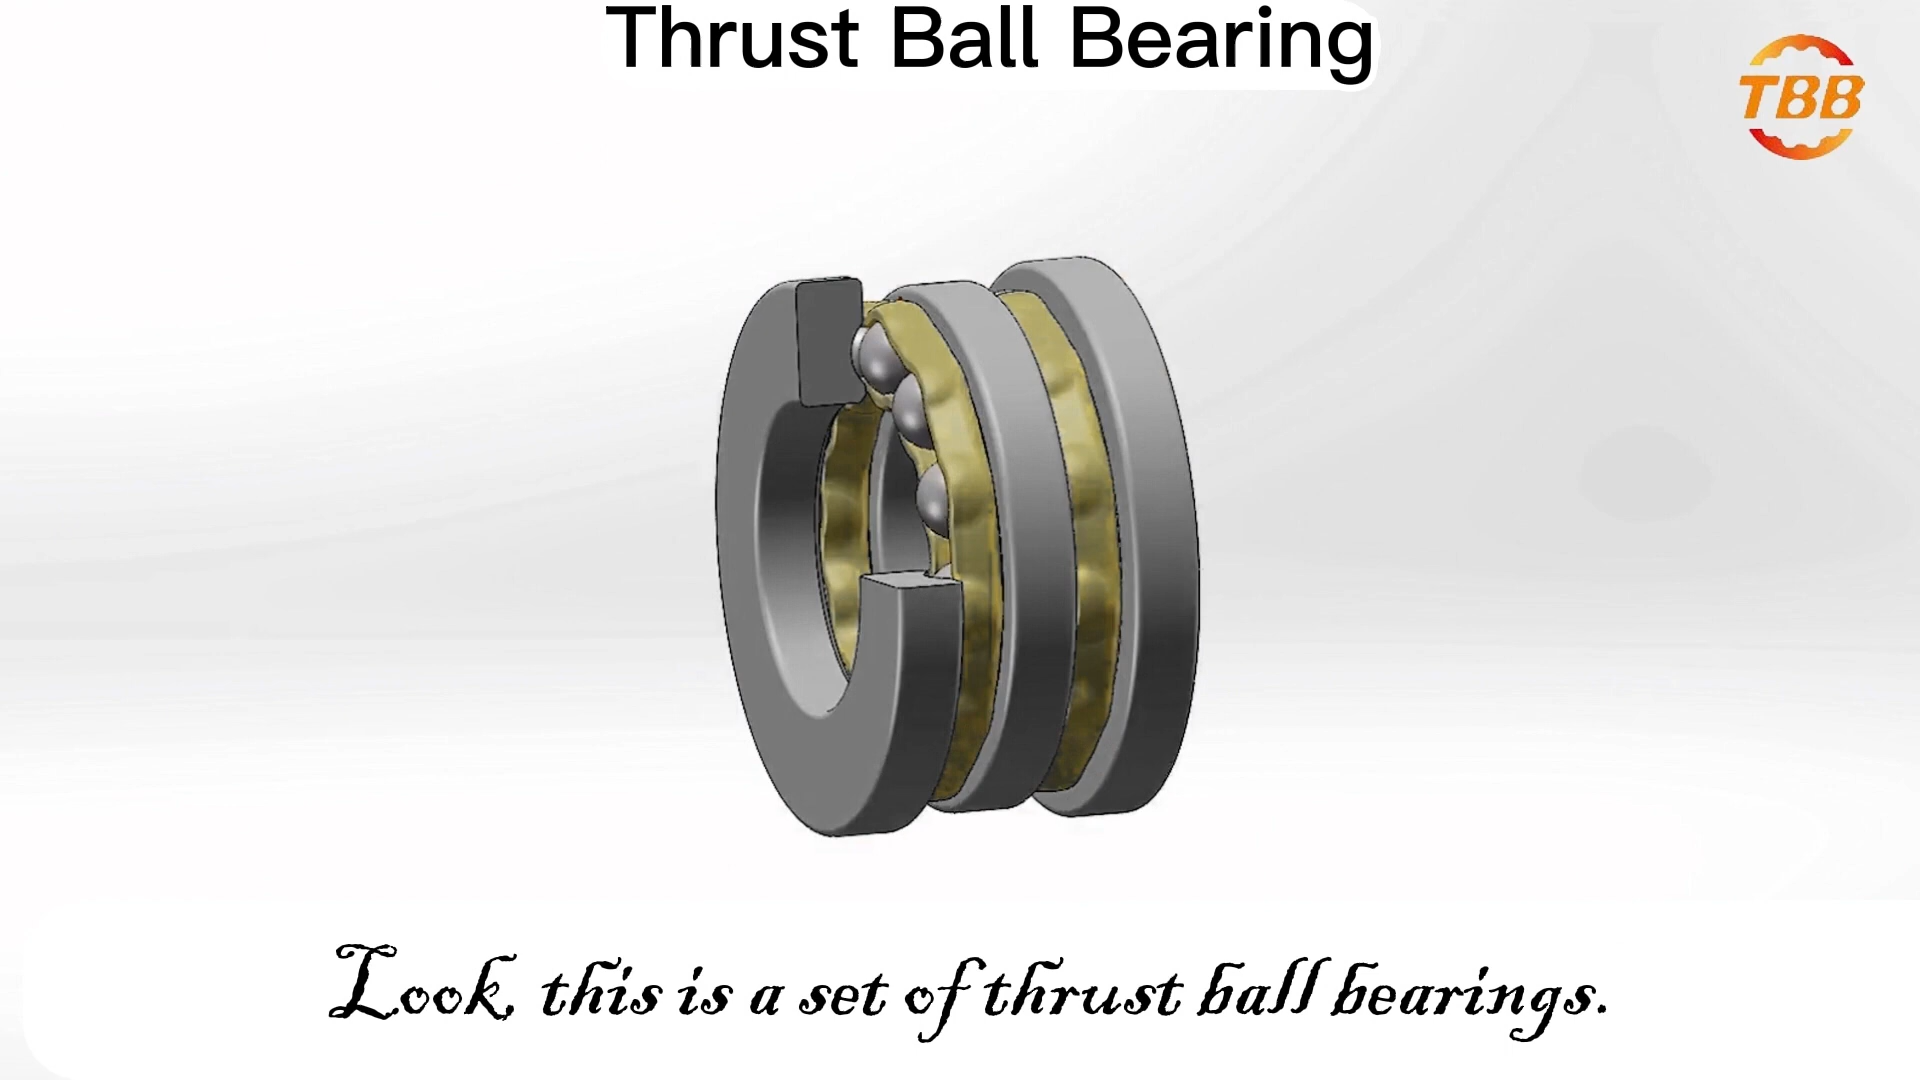 Thrust Ball Bearing
TBB
Look, this is a set of thrust ball bearings.